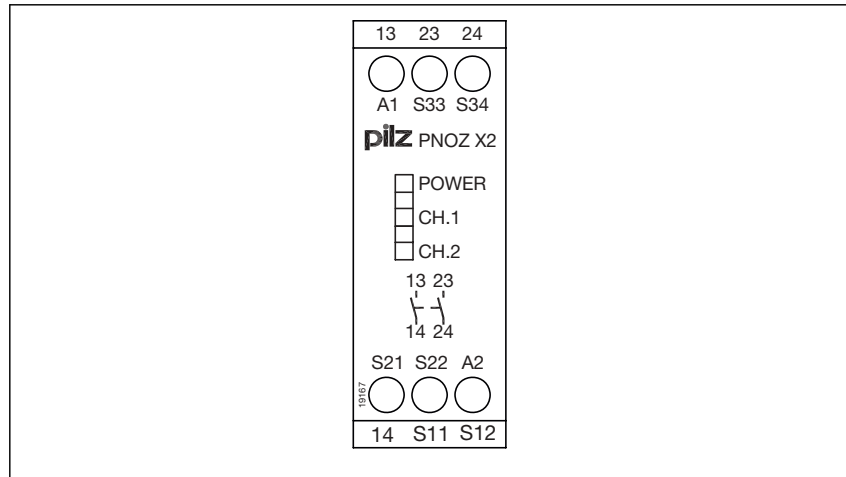 13 23 24
A1 S33 S34
pilz PNOZ X2
POWER
CH.1
CH.2
13 23
14 24
S21 S22 A2
19167
14 S11 S12